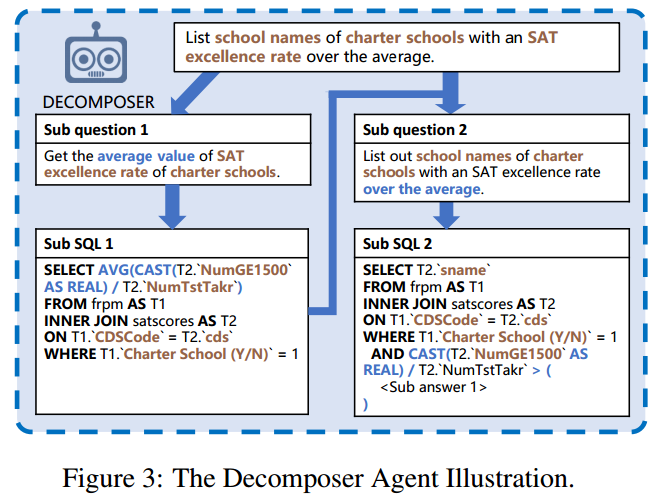 List school names of charter schools with an SAT
excellence rate over the average.
DECOMPOSER
Sub question 1
Get the average value of SAT
excellence rate of charter schools.
Sub SQL 1
SELECT AVG(CAST(T2.`NumGE1500`
AS REAL) / T2.`NumTstTakr`)
FROM frpm AS T1
INNER JOIN satscores AS T2
ON T1.`CDSCode` = T2.`cds`
WHERE T1.`Charter School (Y/N)` = 1
Sub question 2
List out school names of charter
schools with an SAT excellence rate
over the average.
Sub SQL 2
SELECT T2.`sname`
FROM frpm AS T1
INNER JOIN satscores AS T2
ON T1.`CDSCode` = T2.`cds`
WHERE T1.`Charter School (Y/N)` = 1
AND CAST(T2.`NumGE1500` AS
REAL) / T2.`NumTstTakr` > (
<Sub answer 1>
)
Figure 3: The Decomposer Agent Illustration.